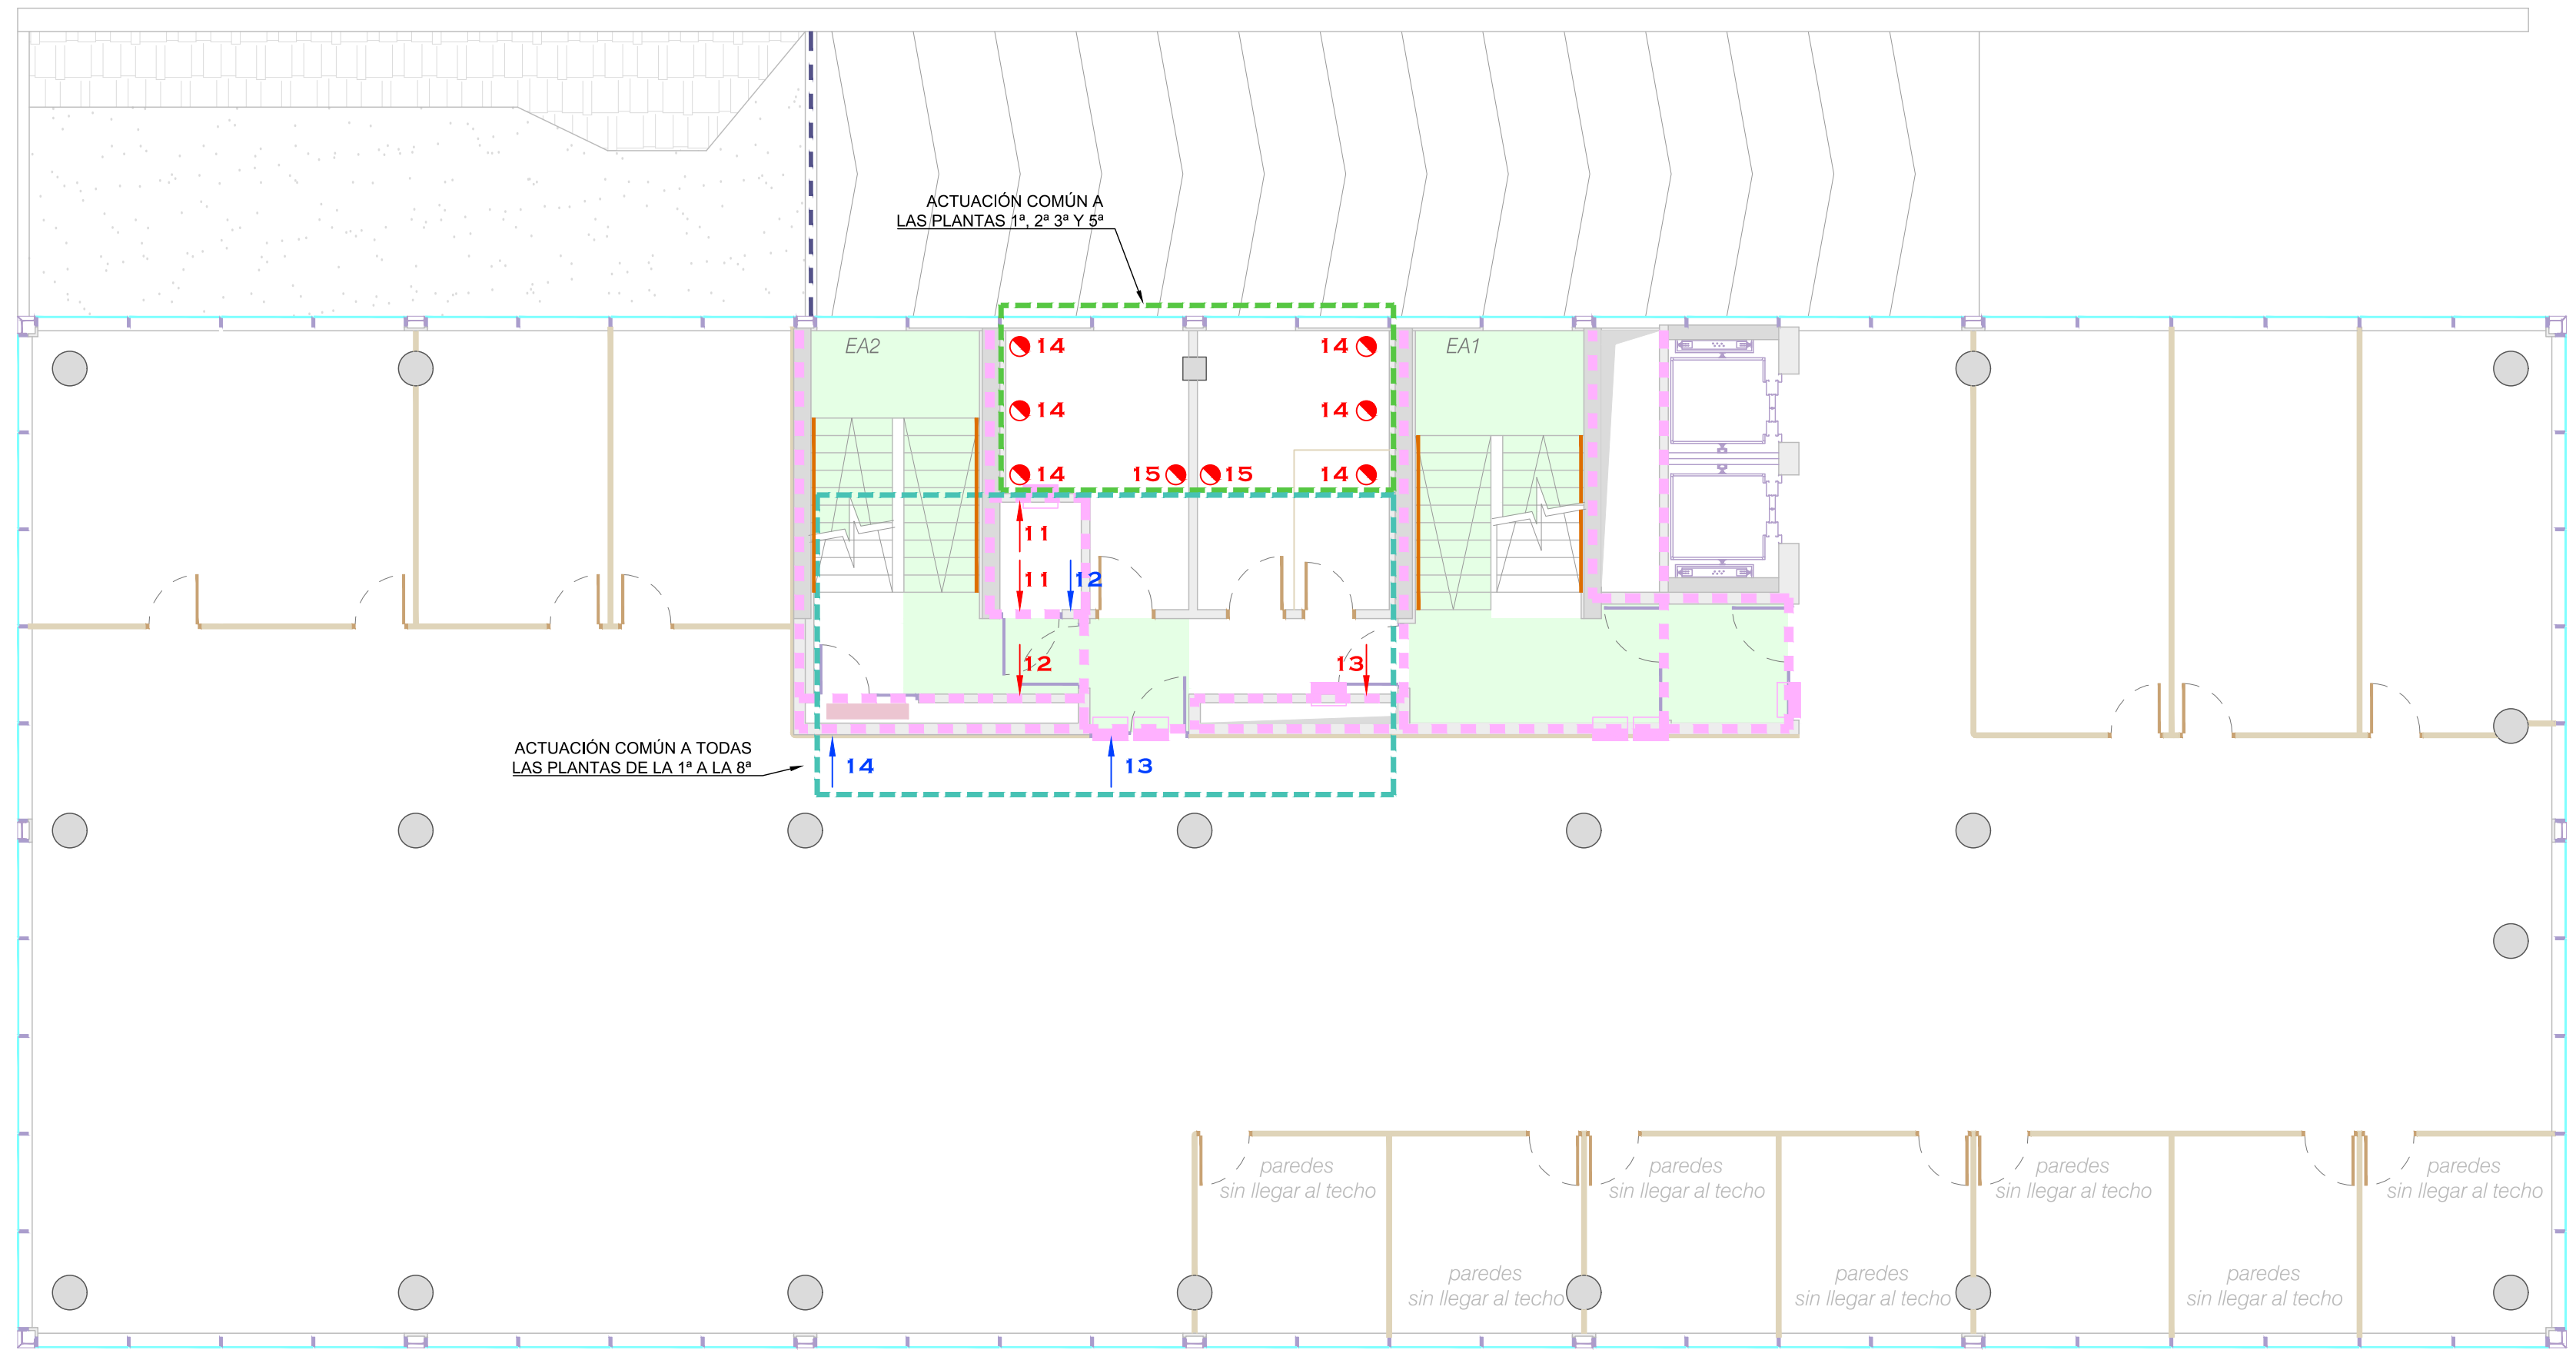 ACTUACIÓN COMÚN A
LAS PLANTAS 1ª, 2ª 3ª Y 5ª
EA2
14
14
EA1
14
14
14
15
15
14
11
11
12
12
13
ACTUACIÓN COMÚN A TODAS
LAS PLANTAS DE LA 1ª A LA 8ª
14
13
paredes
sin llegar al techo
paredes
sin llegar al techo
paredes
sin llegar al techo
paredes
sin llegar al techo
paredes
sin llegar al techo
paredes
sin llegar al techo
paredes
sin llegar al techo